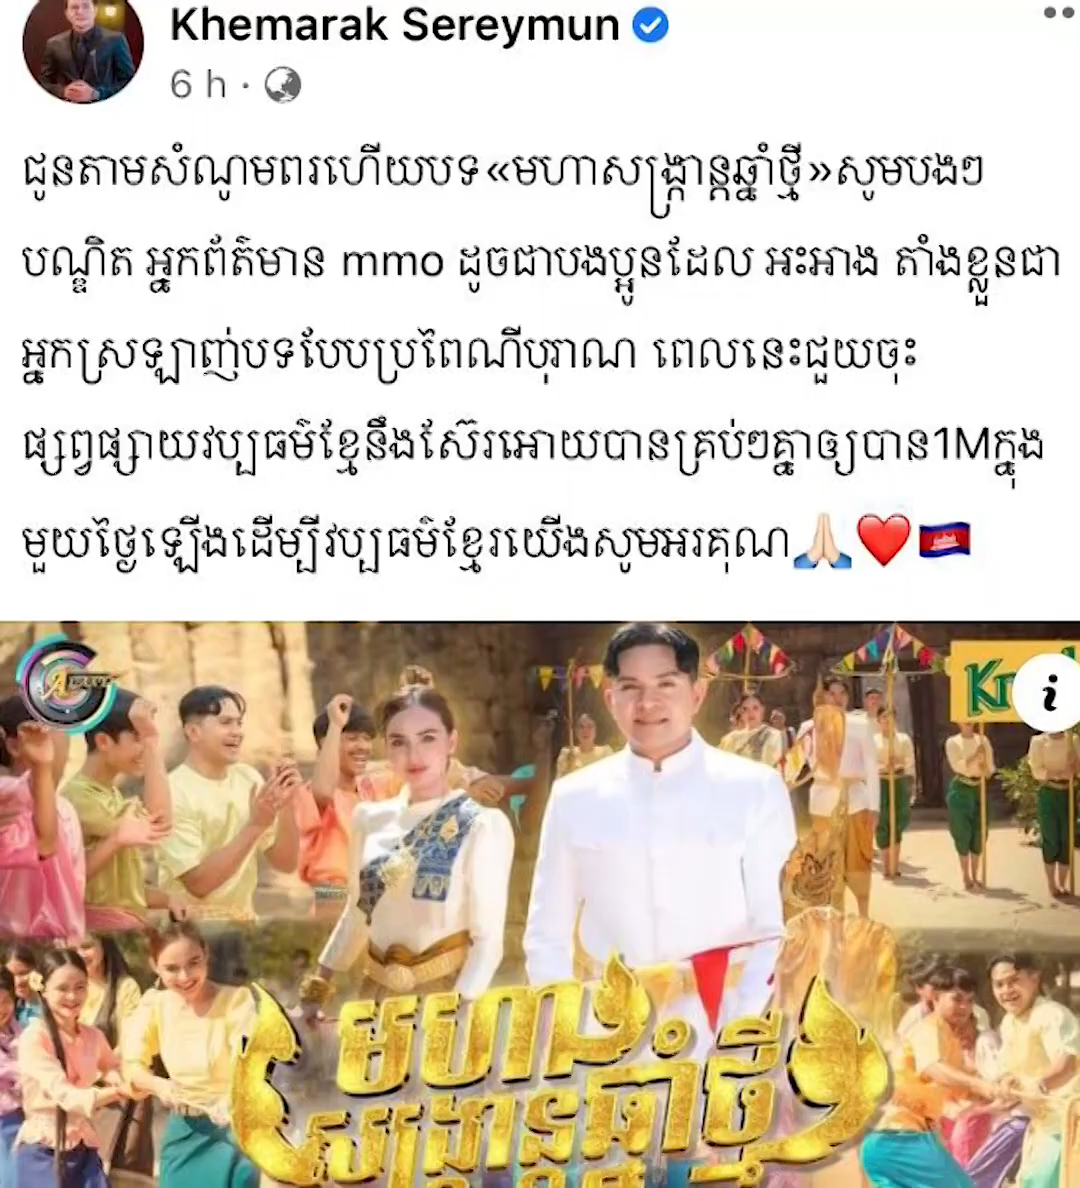 Khemarak Sereymun
6 h
ជូនតាមសំណូមពរហើយបទ«មហាសង្ក្រាន្តឆ្នាំថ្មី»សូមបងៗ
បណ្ឌិត អ្នកព័ត៌មាន mmo ដូចជាបងប្អូនដែល អះអាង តាំងខ្លួនជា
អ្នកស្រឡាញ់បទបែបប្រពៃណីបុរាណ ពេលនេះជួយចុះ
ផ្សព្វផ្សាយវប្បធម៌ខ្មែនឹងស៊ែរអោយបានគ្រប់ៗគ្នាឲ្យបាន1Mក្នុង
មួយថ្ងៃឡើងដើម្បីវប្បធម៌ខ្មែរយើងសូមអរគុណ🙏🏻❤️🇰🇭
i
មហា
សង្ក្រាន្តឆ្នាំថ្មី